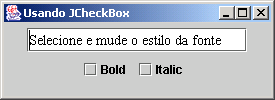 Usando JCheckBox
Selecione e mude o estilo da fonte
Bold Italic